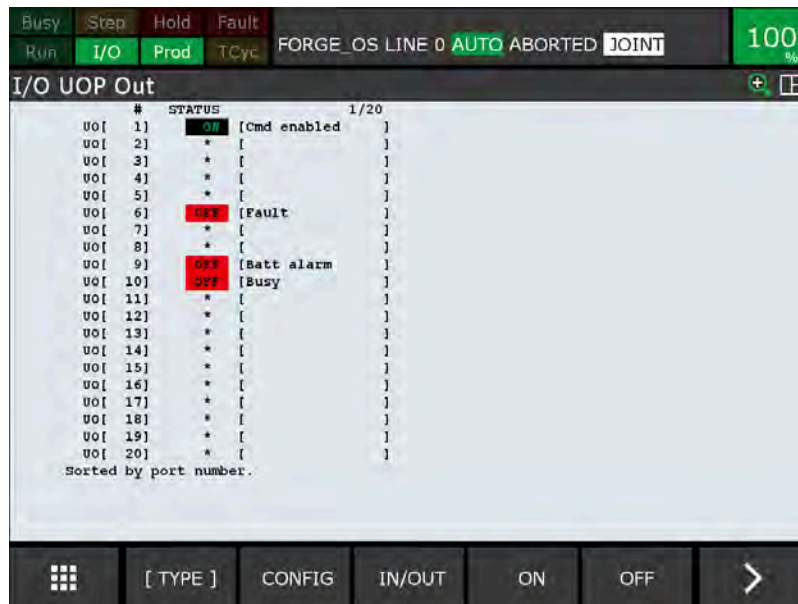 Busy Step Hold Fault
Run I/O Prod TCyc
FORGE_OS LINE 0 AUTO ABORTED JOINT
100
%
I/O UOP Out
# STATUS 1/20
UO[ 1] ON [Cmd enabled ]
UO[ 2] * [ ]
UO[ 3] * [ ]
UO[ 4] * [ ]
UO[ 5] * [ ]
UO[ 6] OFF [Fault ]
UO[ 7] * [ ]
UO[ 8] * [ ]
UO[ 9] OFF [Batt alarm ]
UO[ 10] OFF [Busy ]
UO[ 11] * [ ]
UO[ 12] * [ ]
UO[ 13] * [ ]
UO[ 14] * [ ]
UO[ 15] * [ ]
UO[ 16] * [ ]
UO[ 17] * [ ]
UO[ 18] * [ ]
UO[ 19] * [ ]
UO[ 20] * [ ]
Sorted by port number.
[ TYPE ] CONFIG IN/OUT ON OFF >